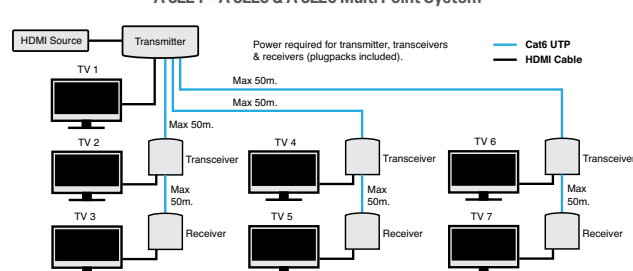 HDMI Source
Transmitter
Power required for transmitter, transceivers
& receivers (plugpacks included).
Cat6 UTP
HDMI Cable
TV 1
Max 50m.
Max 50m.
Max 50m.
TV 2
Transceiver
TV 4
Transceiver
TV 6
Transceiver
Max
50m.
Max
50m.
Max
50m.
TV 3
Receiver
TV 5
Receiver
TV 7
Receiver